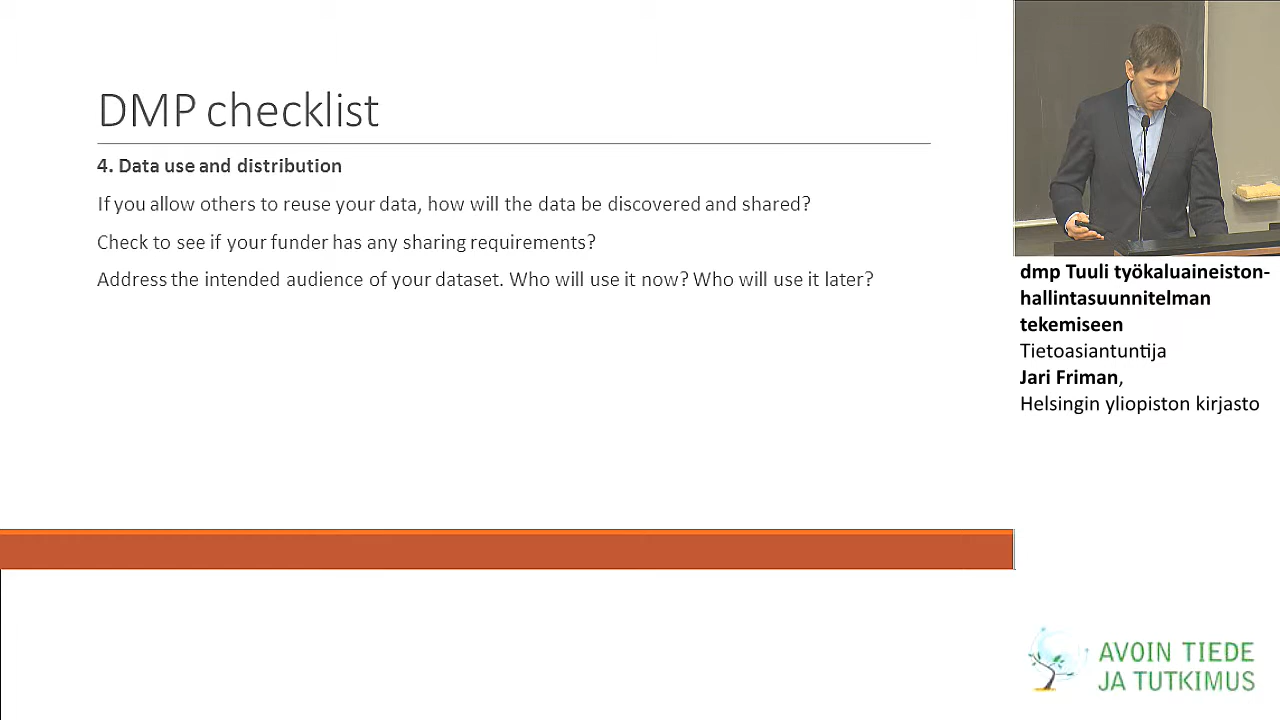 DMP checklist
4. Data use and distribution
If you allow others to reuse your data, how will the data be discovered and shared?
Check to see if your funder has any sharing requirements?
Address the intended audience of your dataset. Who will use it now? Who will use it later?
dmp Tuuli työkaluaineiston-
hallintasuunnitelman
tekemiseen
Tietoasiantuntija
Jari Friman,
Helsingin yliopiston kirjasto
AVOIN TIEDE
JA TUTKIMUS